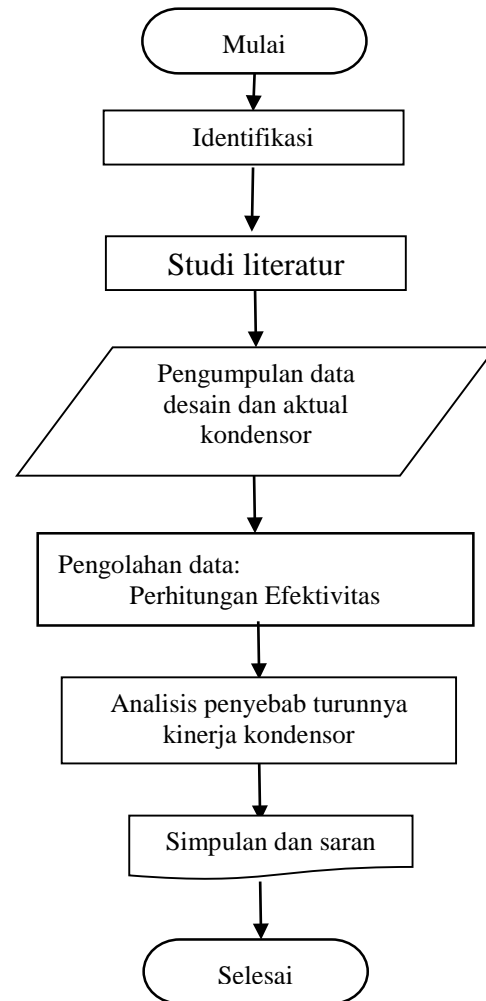 Mulai
Identifikasi
Studi literatur
Pengumpulan data
desain dan aktual
kondensor
Pengolahan data:
Perhitungan Efektivitas
Analisis penyebab turunnya
kinerja kondensor
Simpulan dan saran
Selesai